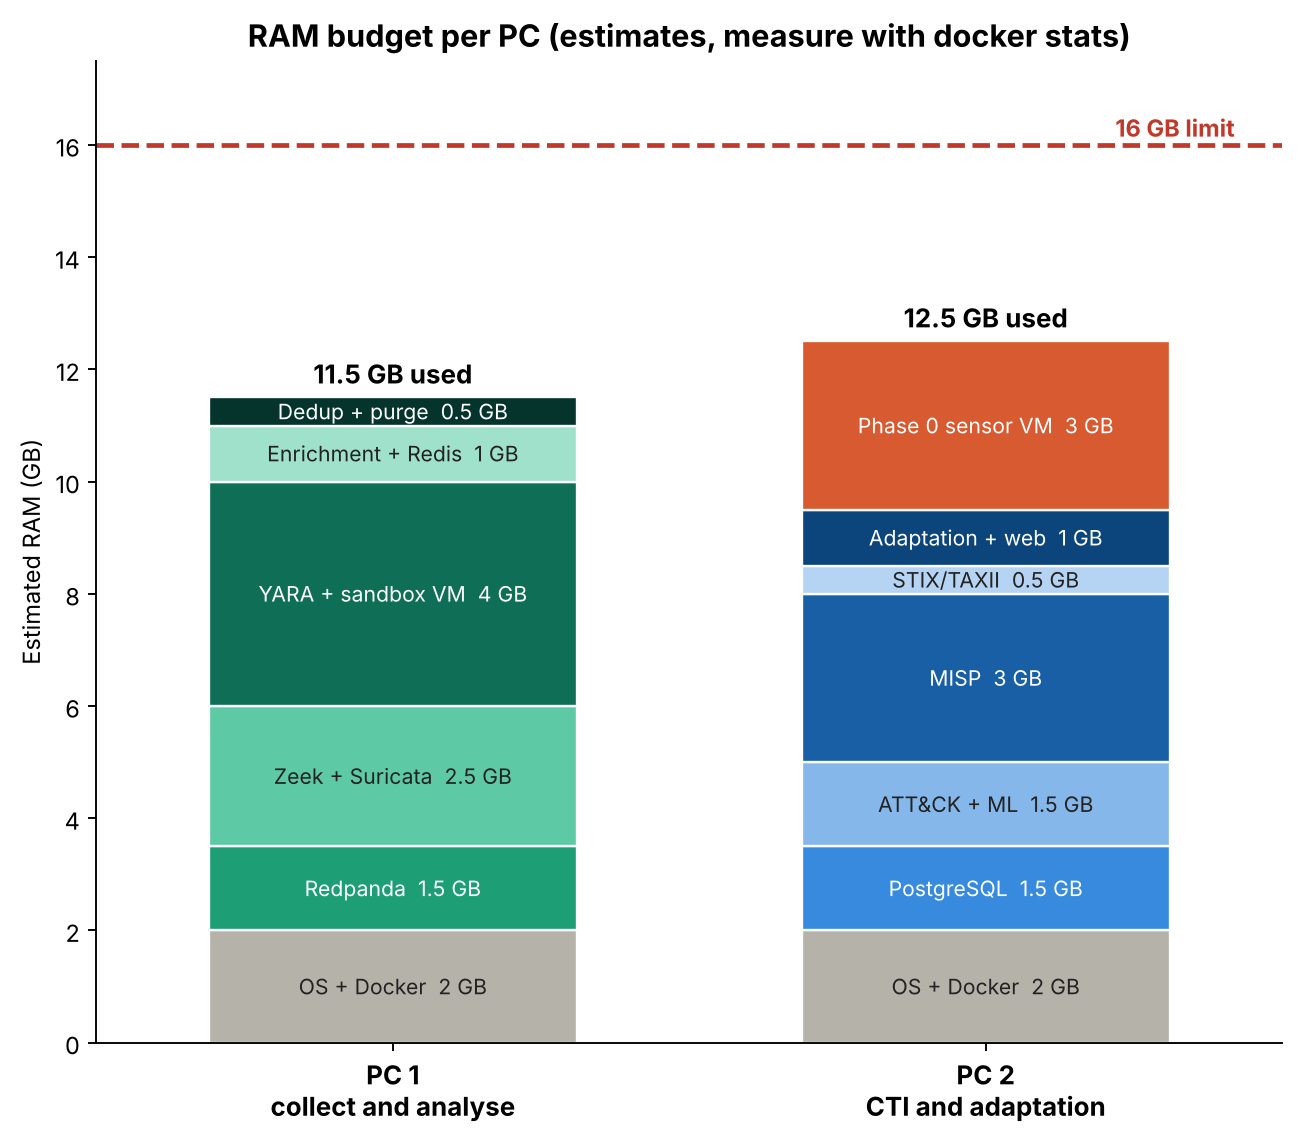 RAM budget per PC (estimates, measure with docker stats)
16 GB limit
Estimated RAM (GB)
16
14
12
10
8
6
4
2
0
11.5 GB used
Dedup + purge 0.5 GB
Enrichment + Redis 1 GB
YARA + sandbox VM 4 GB
Zeek + Suricata 2.5 GB
Redpanda 1.5 GB
OS + Docker 2 GB
12.5 GB used
Phase 0 sensor VM 3 GB
Adaptation + web 1 GB
STIX/TAXII 0.5 GB
MISP 3 GB
ATT&CK + ML 1.5 GB
PostgreSQL 1.5 GB
OS + Docker 2 GB
PC 1
collect and analyse
PC 2
CTI and adaptation